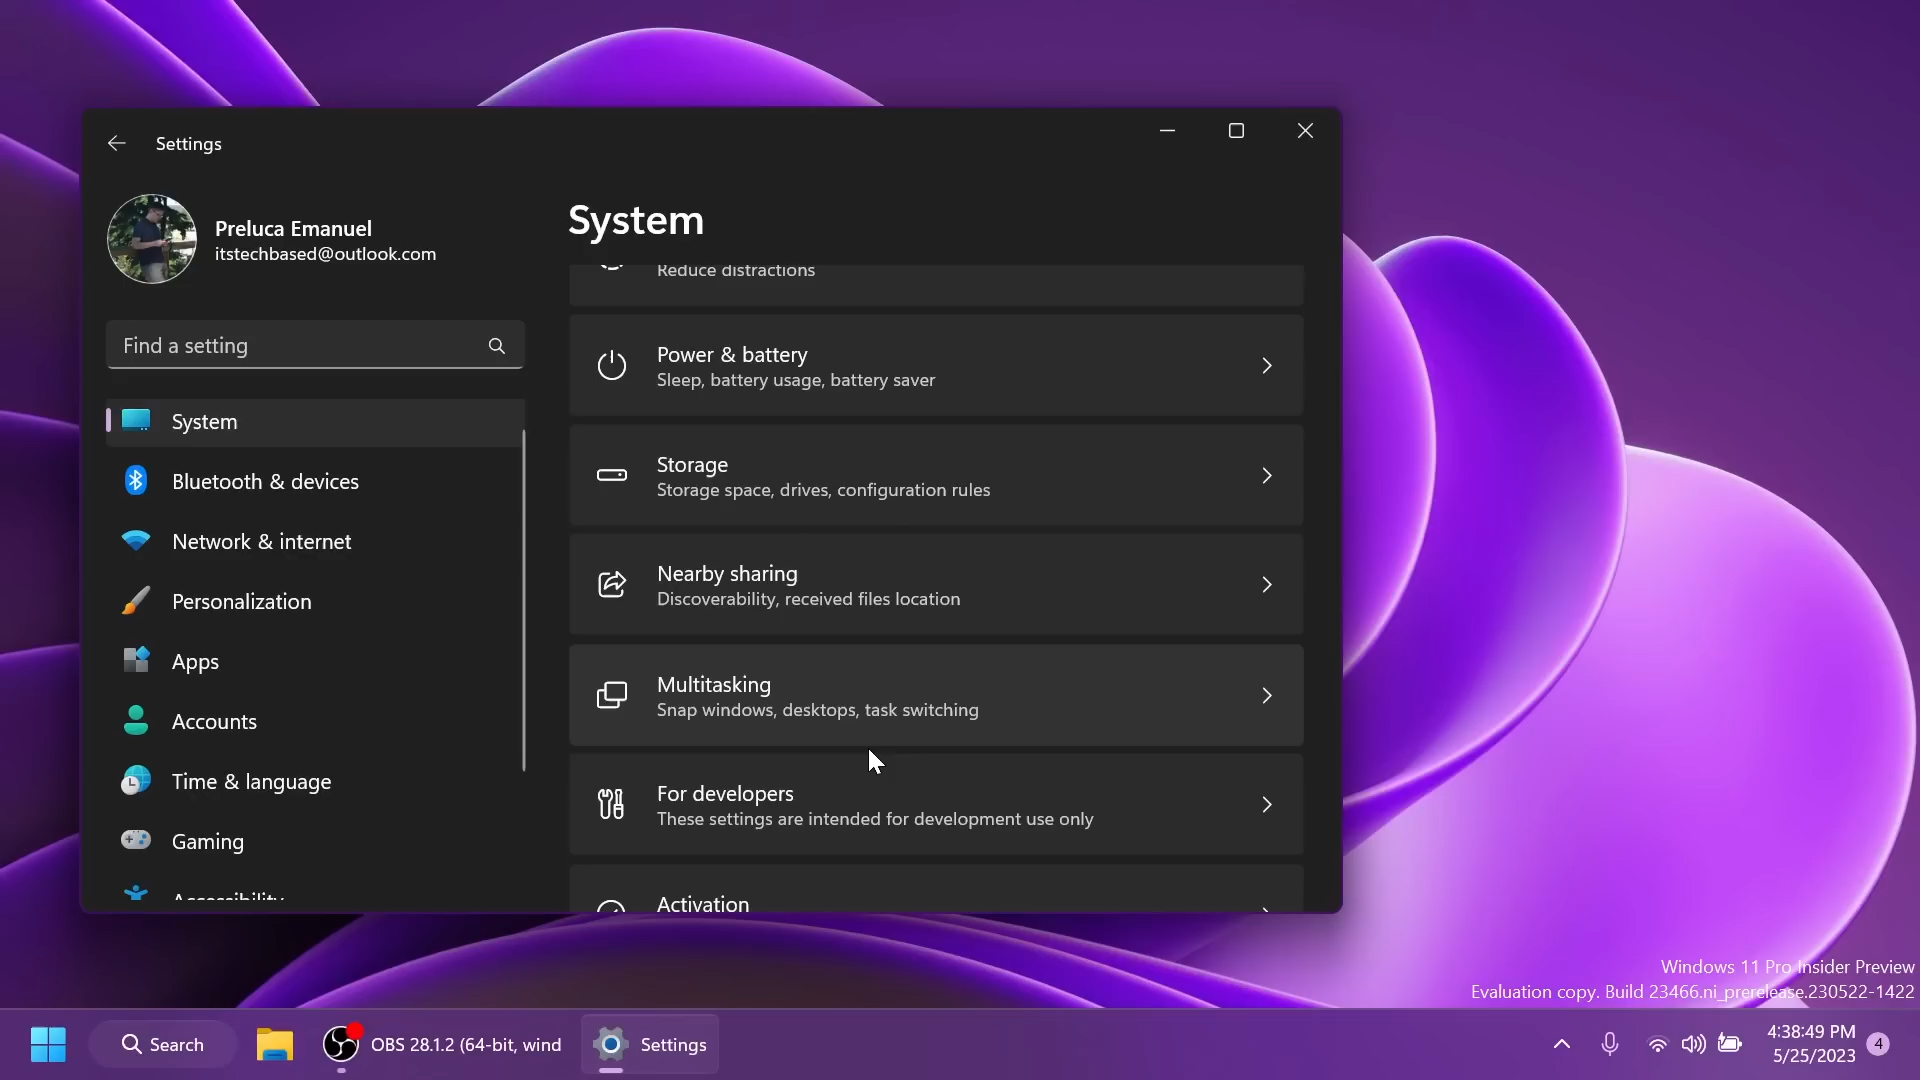 Settings
Preluca Emanuel
itstechbased@outlook.com
Find a setting
System
Bluetooth & devices
Network & internet
Personalization
Apps
Accounts
Time & language
Gaming
Accessibility
System
Reduce distractions
Power & battery
Sleep, battery usage, battery saver
Storage
Storage space, drives, configuration rules
Nearby sharing
Discoverability, received files location
Multitasking
Snap windows, desktops, task switching
For developers
These settings are intended for development use only
Activation
Windows 11 Pro Insider Preview
Evaluation copy. Build 23466.ni_prerelease.230522-1422
Search
OBS 28.1.2 (64-bit, wind
Settings
4:38:49 PM
5/25/2023
4